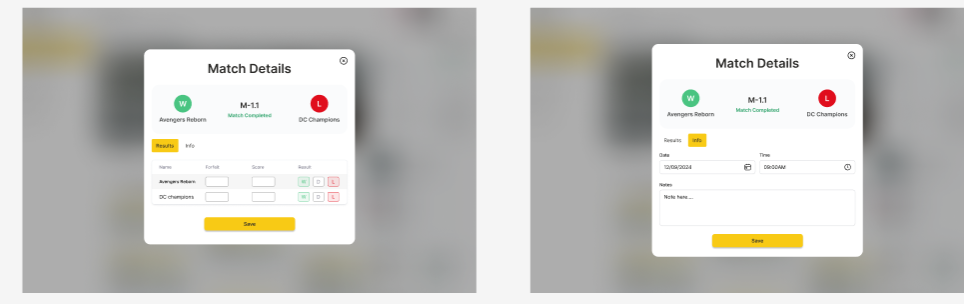 Match Details
W
M-1.1
L
Avengers Reborn
Match Completed
DC Champions
Results
Info
Name
Forfeit
Score
Result
Avengers Reborn
W
D
L
DC champions
W
D
L
Save
Match Details
W
M-1.1
L
Avengers Reborn
Match Completed
DC Champions
Results
Info
Date
Time
12/09/2024
09:00AM
Notes
Note here....
Save